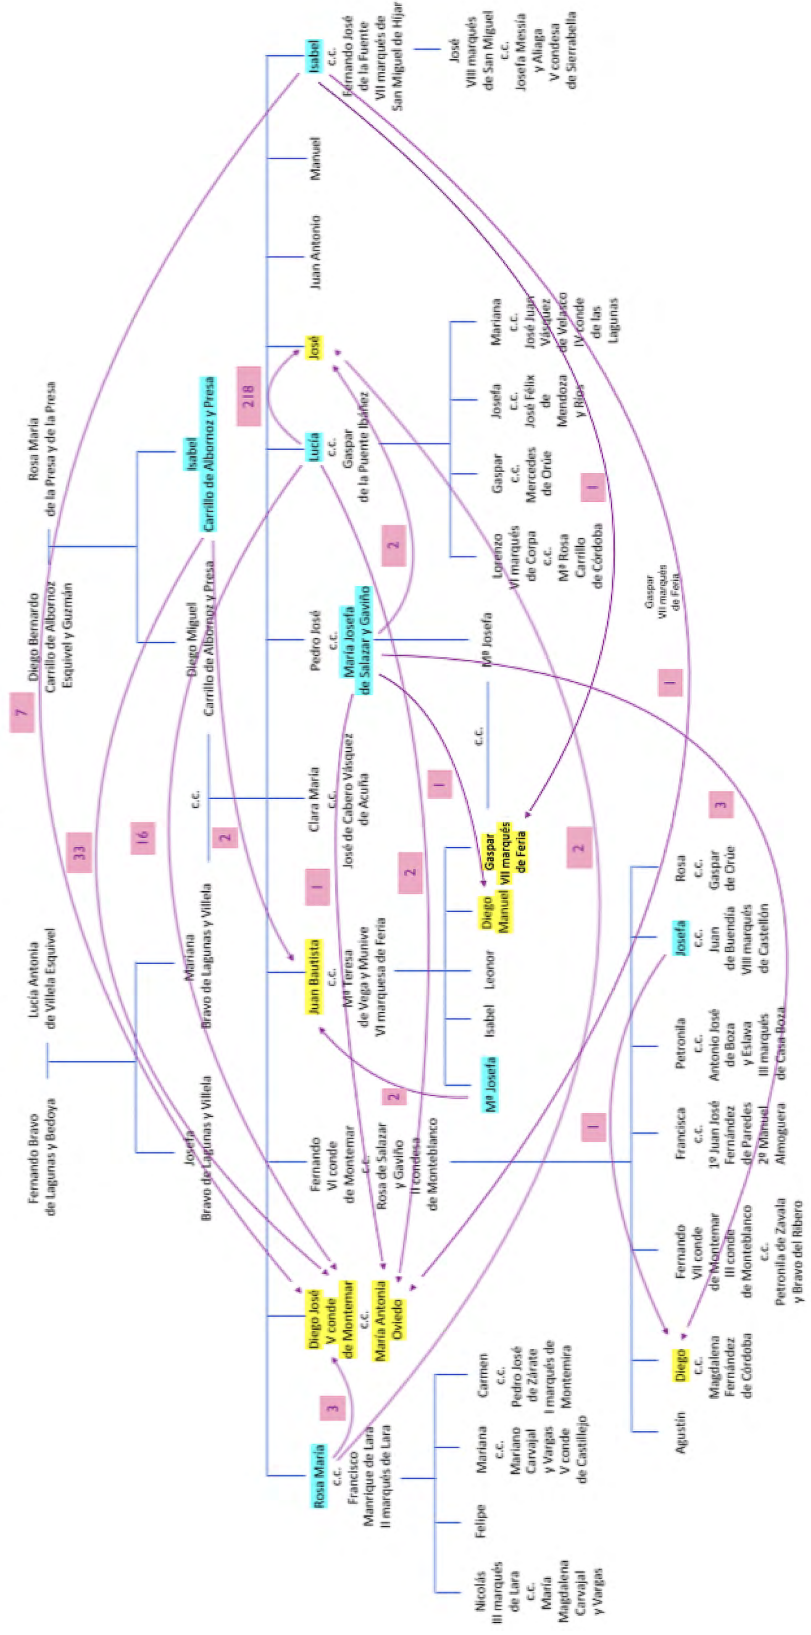 Fernando Bravo
de Lagunas y Bedoya
Lucía Antonia
de Villela Esquivel
Diego Bernardo
Carrillo de Albornoz
Esquivel y Guzmán
Rosa María
de la Presa y de la Presa
Josefa
Bravo de Lagunas y Villela
Mariana
Bravo de Lagunas y Villela
c.c.
Diego Miguel
Carrillo de Albornoz y Presa
Isabel
Carrillo de Albornoz y Presa
7
33
16
2
218
Rosa María
c.c.
Francisco
Manrique de Lara
II marqués de Lara
3
Diego José
V conde
de Montemar
c.c.
María Antonia
Oviedo
Fernando
VI conde
de Montemar
c.c.
Rosa de Salazar
y Gaviño
II condesa
de Monteblanco
Juan Bautista
c.c.
Mª Teresa
de Vega y Munive
VI marquesa de Feria
1
Clara María
c.c.
José de Cabero Vásquez
de Acuña
Pedro José
c.c.
María Josefa
de Salazar y Gaviño
Lucía
c.c.
Gaspar
de la Puente Ibáñez
José
Juan Antonio
Manuel
Isabel
c.c.
Fernando José
de la Fuente
VII marqués de
San Miguel de Híjar
José
VIII marqués
de San Miguel
c.c.
Josefa Messía
y Aliaga
V condesa
de Sierrabella
2
2
2
1
Nicolás
III marqués
de Lara
c.c.
María
Magdalena
Carvajal
y Vargas
Felipe
Mariana
c.c.
Mariano
Carvajal
y Vargas
V conde
de Castillejo
Carmen
c.c.
Pedro José
de Zárate
I marqués de
Montemira
Mª Josefa
Isabel
Leonor
Diego
Manuel
Gaspar
VII marqués
de Feria
c.c.
Mª Josefa
Lorenzo
VI marqués
de Corpa
c.c.
Mª Rosa
Carrillo
de Córdoba
Gaspar
c.c.
Mercedes
de Orúe
Josefa
c.c.
José Félix
de
Mendoza
y Ríos
Mariana
c.c.
José Juan
Vásquez
de Velasco
IV conde
de las
Lagunas
1
2
1
Gaspar
VII marqués
de Feria
1
3
Agustín
Diego
c.c.
Magdalena
Fernández
de Córdoba
Fernando
VII conde
de Montemar
III conde
de Monteblanco
c.c.
Petronila de Zavala
y Bravo del Ribero
Francisca
c.c.
1º Juan José
Fernández
de Paredes
2º Manuel
Almoguera
Petronila
c.c.
Antonio José
de Boza
y Eslava
III marqués
de Casa Boza
Josefa
c.c.
Juan
de Buendía
VIII marqués
de Castellón
Rosa
c.c.
Gaspar
de Orúe